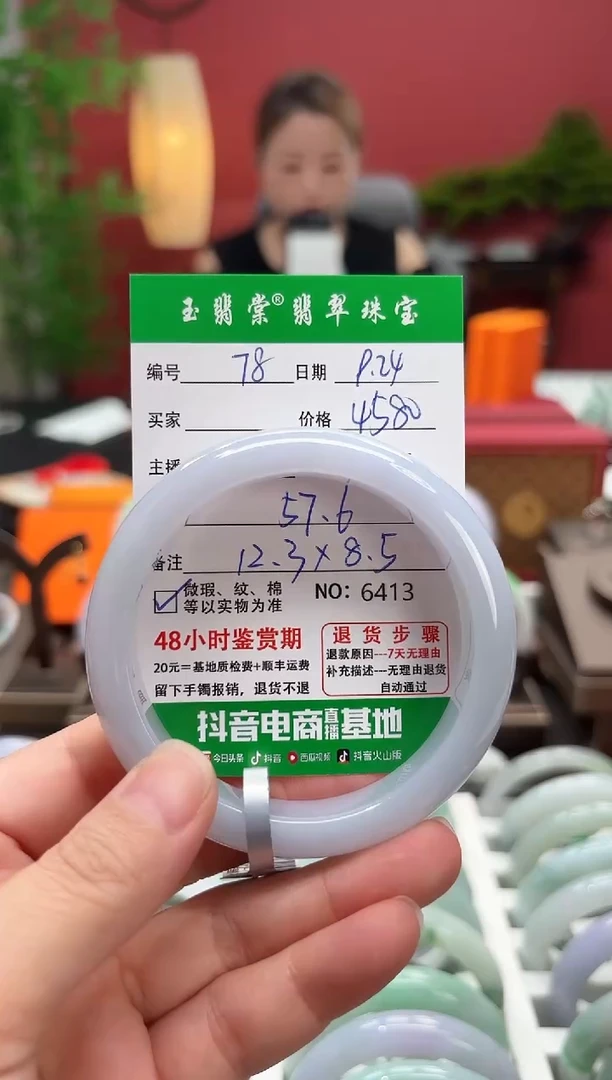 玉翡棠®翡翠珠宝
编号 78 日期 9.24
买家 价格 4580
主播
57.6
备注 12.3×8.5
微瑕、纹、棉
等以实物为准
NO：6413
48小时鉴赏期
20元=基地质检费+顺丰运费
留下手镯报销，退货不退
退货步骤
退款原因---7天无理由
补充描述---无理由退货
自动通过
抖音电商直播基地
今日头条 抖音 西瓜视频 抖音火山版